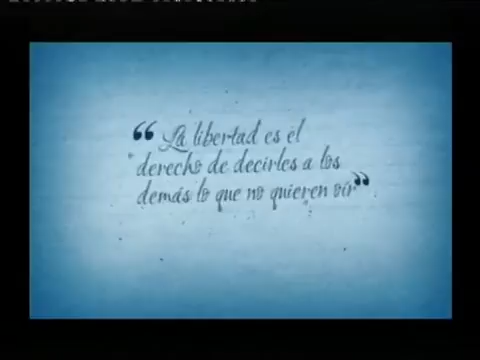 “La libertad es el
derecho de decirles a los
demás lo que no quieren oír”